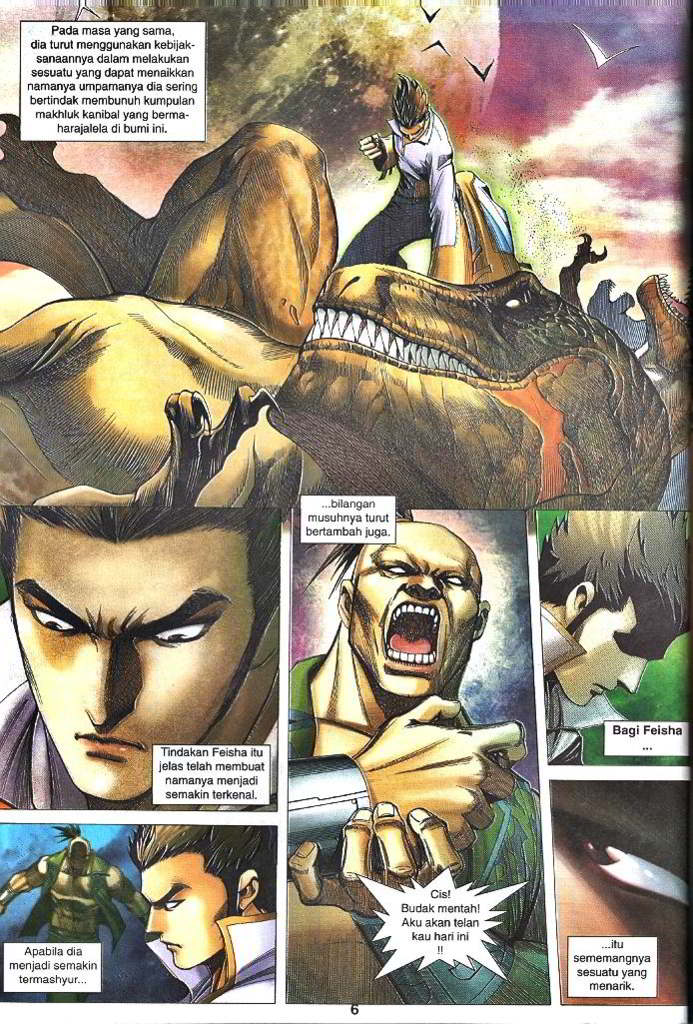 Pada masa yang sama,
dia turut menggunakan kebijak-
sanaannya dalam melakukan
sesuatu yang dapat menaikkan
namanya umpamanya dia sering
bertindak membunuh kumpulan
makhluk kanibal yang berma-
harajalela di bumi ini.
Tindakan Feisha itu
jelas telah membuat
namanya menjadi
semakin terkenal.
Apabila dia
menjadi semakin
termashyur...
...bilangan
musuhnya turut
bertambah juga.
Cis!
Budak mentah!
Aku akan telan
kau hari ini
!!
Bagi Feisha
...
...itu
sememangnya
sesuatu yang
menarik.
6